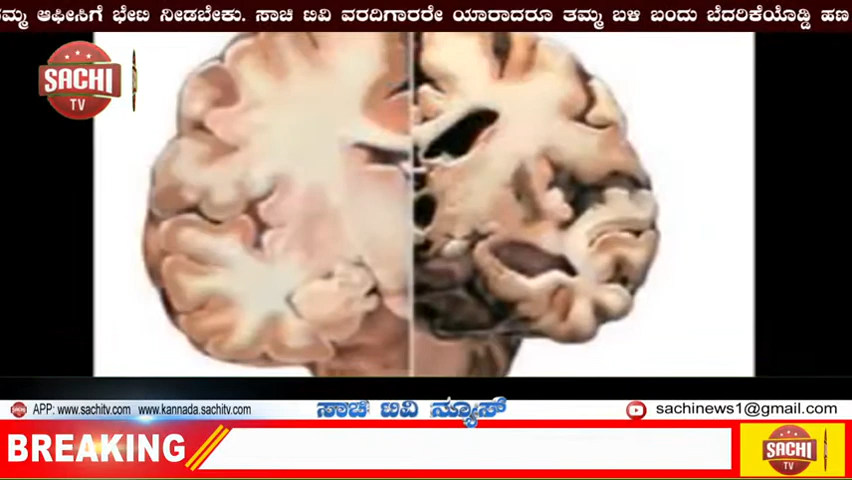 ಆಫೀಸಿಗೆ ಭೇಟಿ ನೀಡಬೇಕು. ಸಾಚಿ ಟಿವಿ ವರದಿಗಾರರೇ ಯಾರಾದರೂ ತಮ್ಮ ಬಳಿ ಬಂದು ಬೆದರಿಕೆಯೊಡ್ಡಿ ಹಣ
SACHI
TV
APP: www.sachitv.com www.kannada.sachitv.com
ಸಾಚಿ ಟಿವಿ ನ್ಯೂಸ್
sachinews1@gmail.com
BREAKING
SACHI
TV